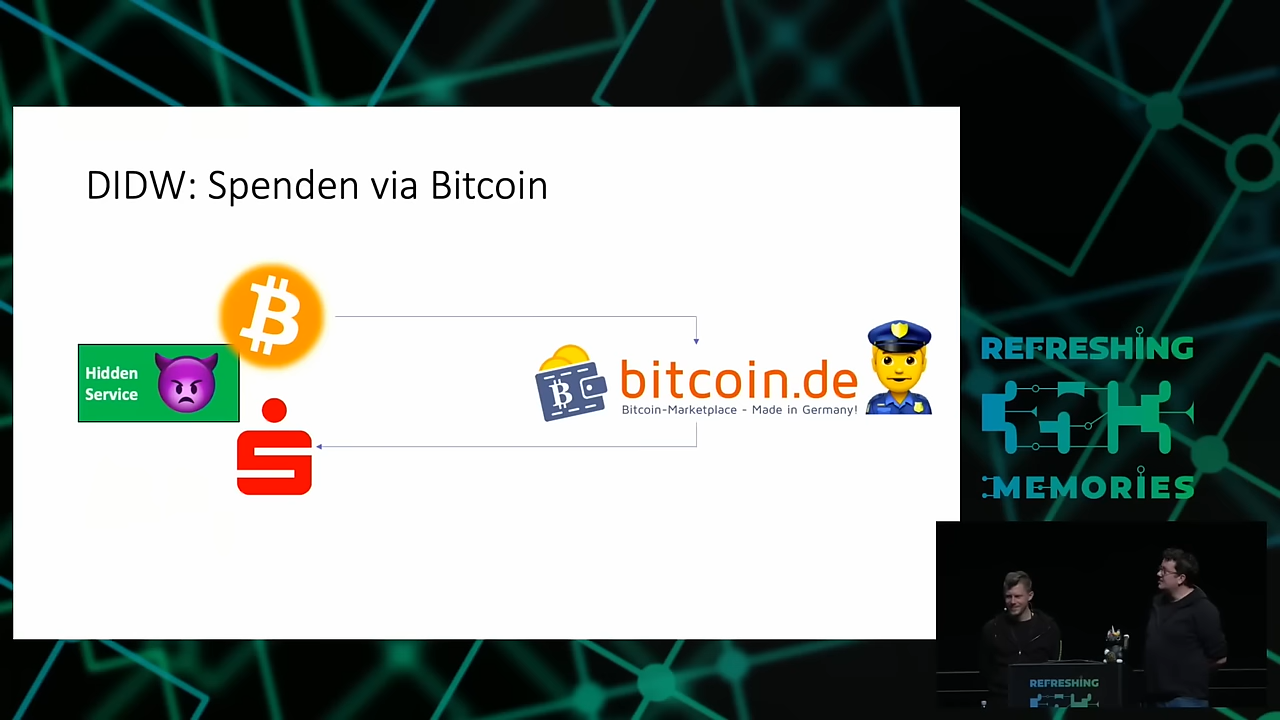 DIDW: Spenden via Bitcoin
Hidden
Service
bitcoin.de
Bitcoin-Marketplace - Made in Germany!
REFRESHING
MEMORIES
REFRESHING